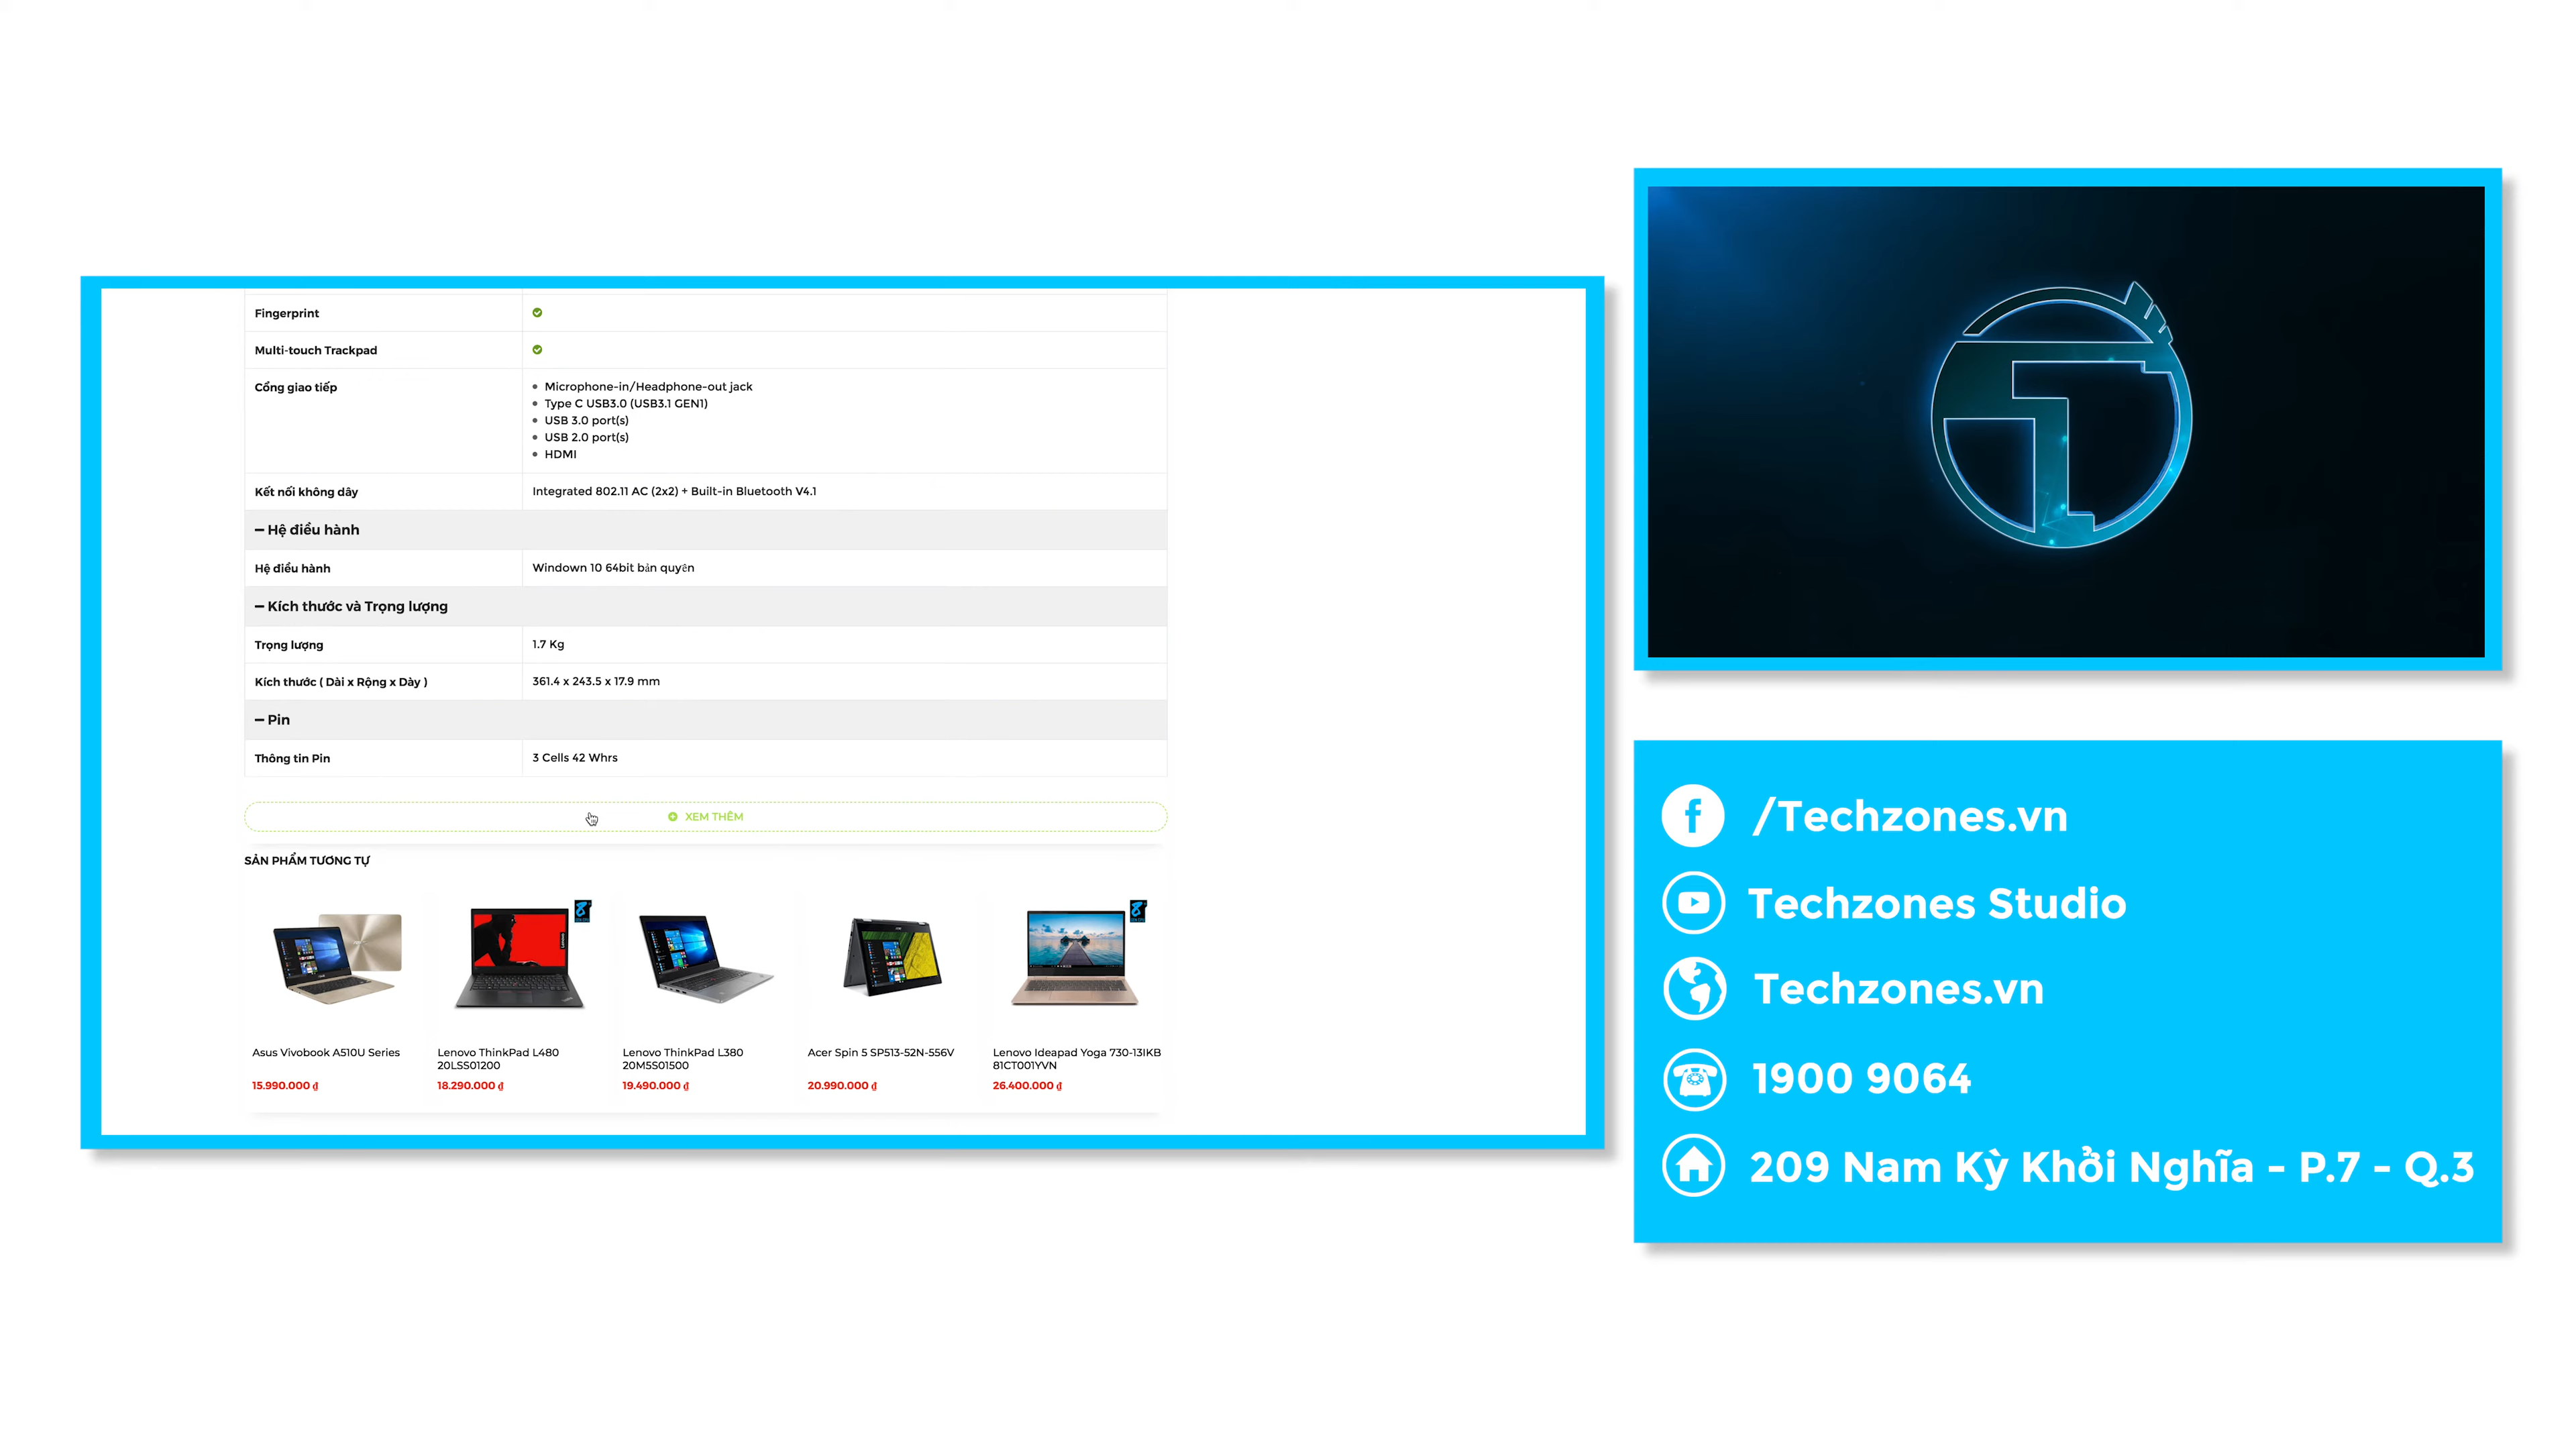 Fingerprint
Multi-touch Trackpad
Cổng giao tiếp
Microphone-in/Headphone-out jack
Type C USB3.0 (USB3.1 GEN1)
USB 3.0 port(s)
USB 2.0 port(s)
HDMI
Kết nối không dây
Integrated 802.11 AC (2x2) + Built-in Bluetooth V4.1
– Hệ điều hành
Hệ điều hành
Windown 10 64bit bản quyền
– Kích thước và Trọng lượng
Trọng lượng
1.7 Kg
Kích thước ( Dài x Rộng x Dày )
361.4 x 243.5 x 17.9 mm
– Pin
Thông tin Pin
3 Cells 42 Whrs
XEM THÊM
SẢN PHẨM TƯƠNG TỰ
Asus Vivobook A510U Series
15.990.000 ₫
Lenovo ThinkPad L480
20LSS01200
18.290.000 ₫
Lenovo ThinkPad L380
20M5S01500
19.490.000 ₫
Acer Spin 5 SP513-52N-556V
20.990.000 ₫
Lenovo Ideapad Yoga 730-13IKB
81CT001YVN
26.400.000 ₫
/Techzones.vn
Techzones Studio
Techzones.vn
1900 9064
209 Nam Kỳ Khởi Nghĩa - P.7 - Q.3